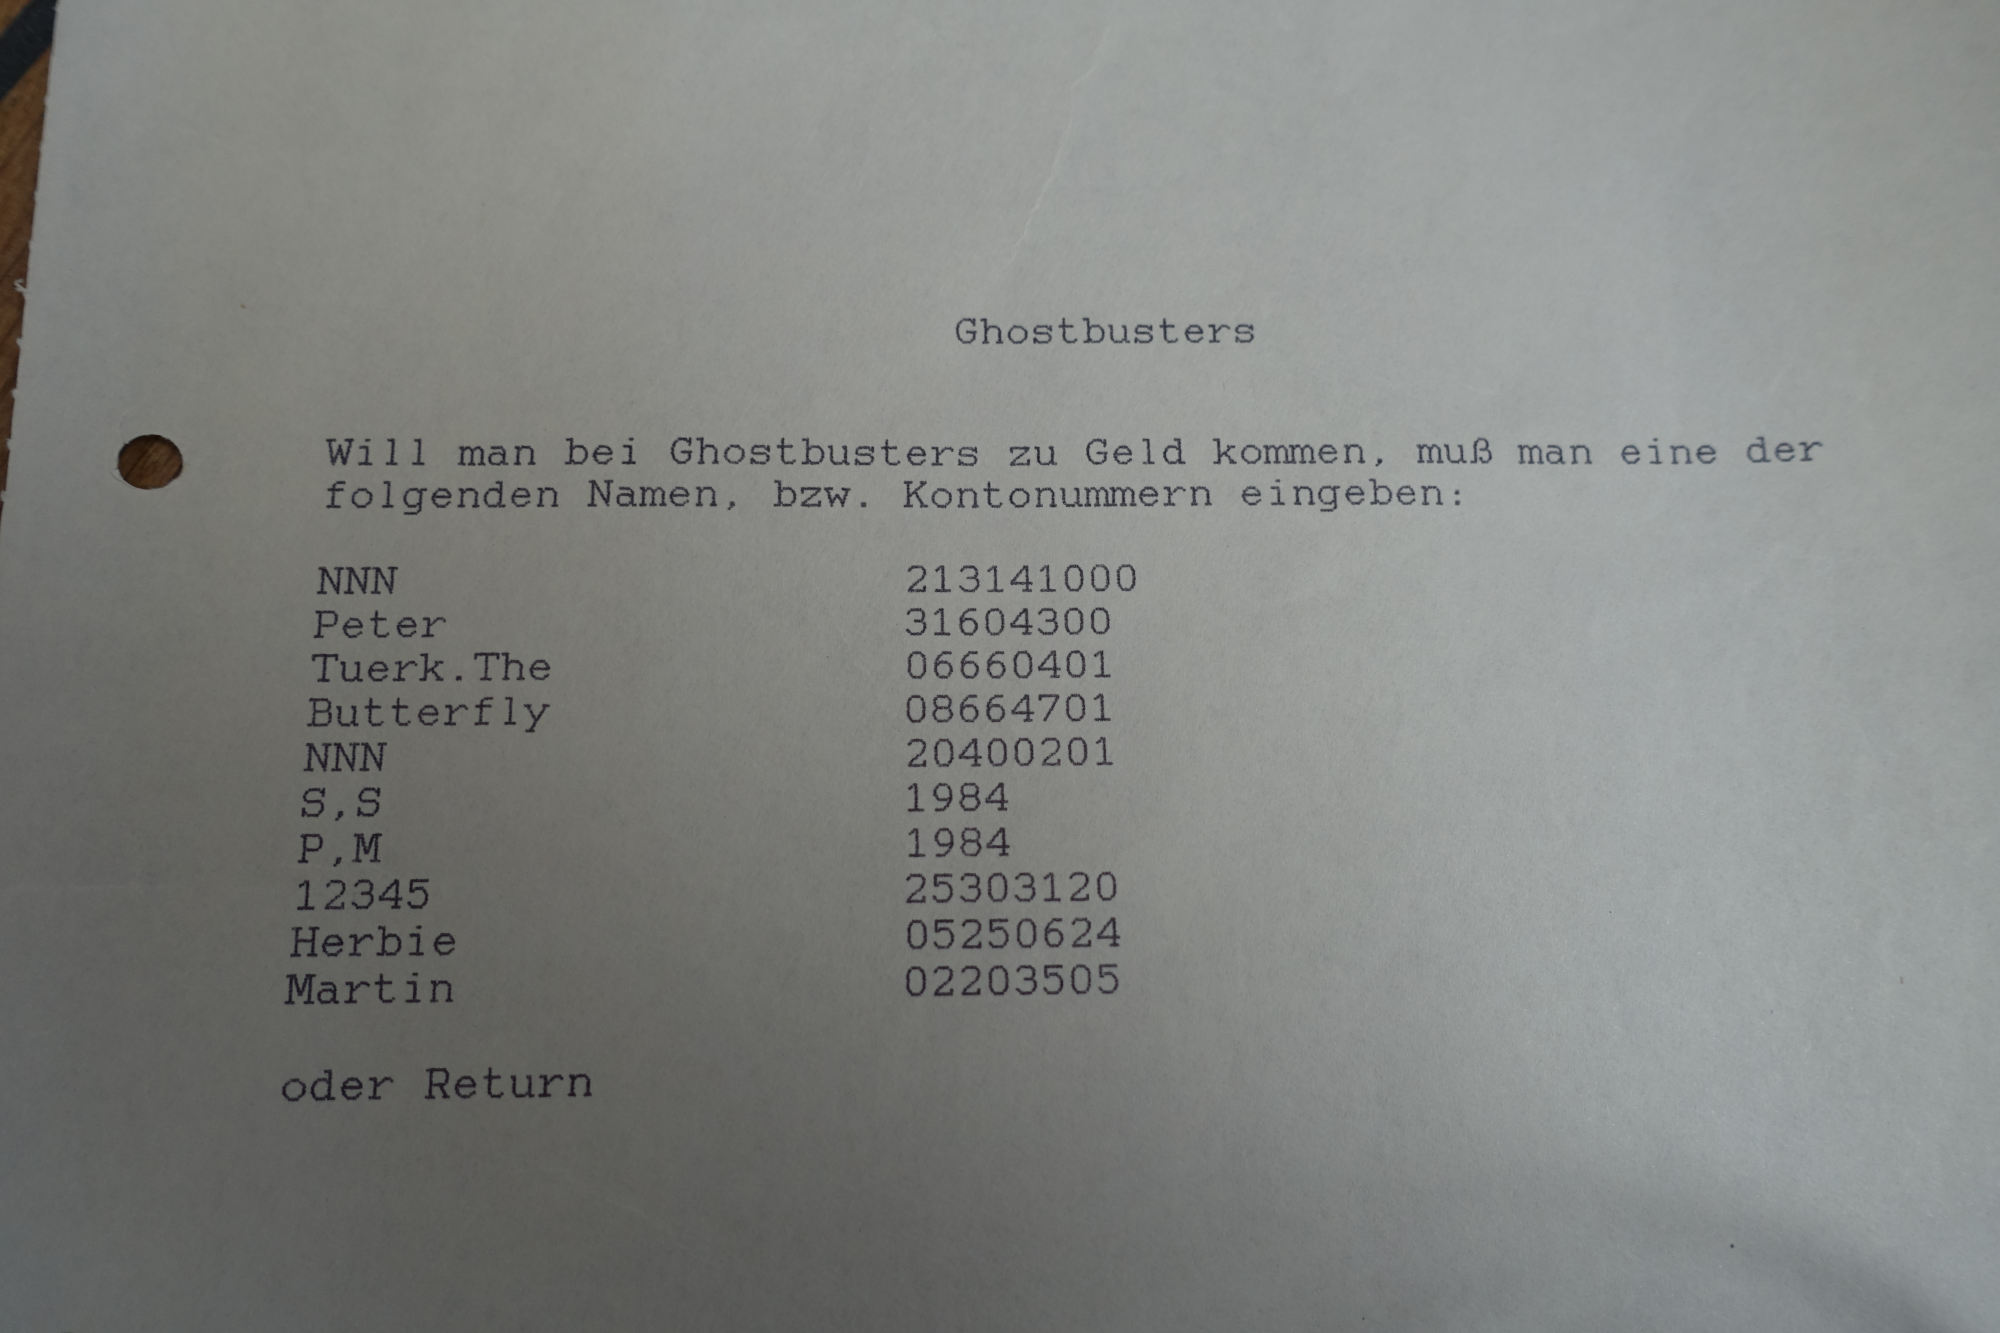 Ghostbusters
Will man bei Ghostbusters zu Geld kommen, muß man eine der
folgenden Namen, bzw. Kontonummern eingeben:
NNN 213141000
Peter 31604300
Tuerk.The 06660401
Butterfly 08664701
NNN 20400201
S,S 1984
P,M 1984
12345 25303120
Herbie 05250624
Martin 02203505
oder Return